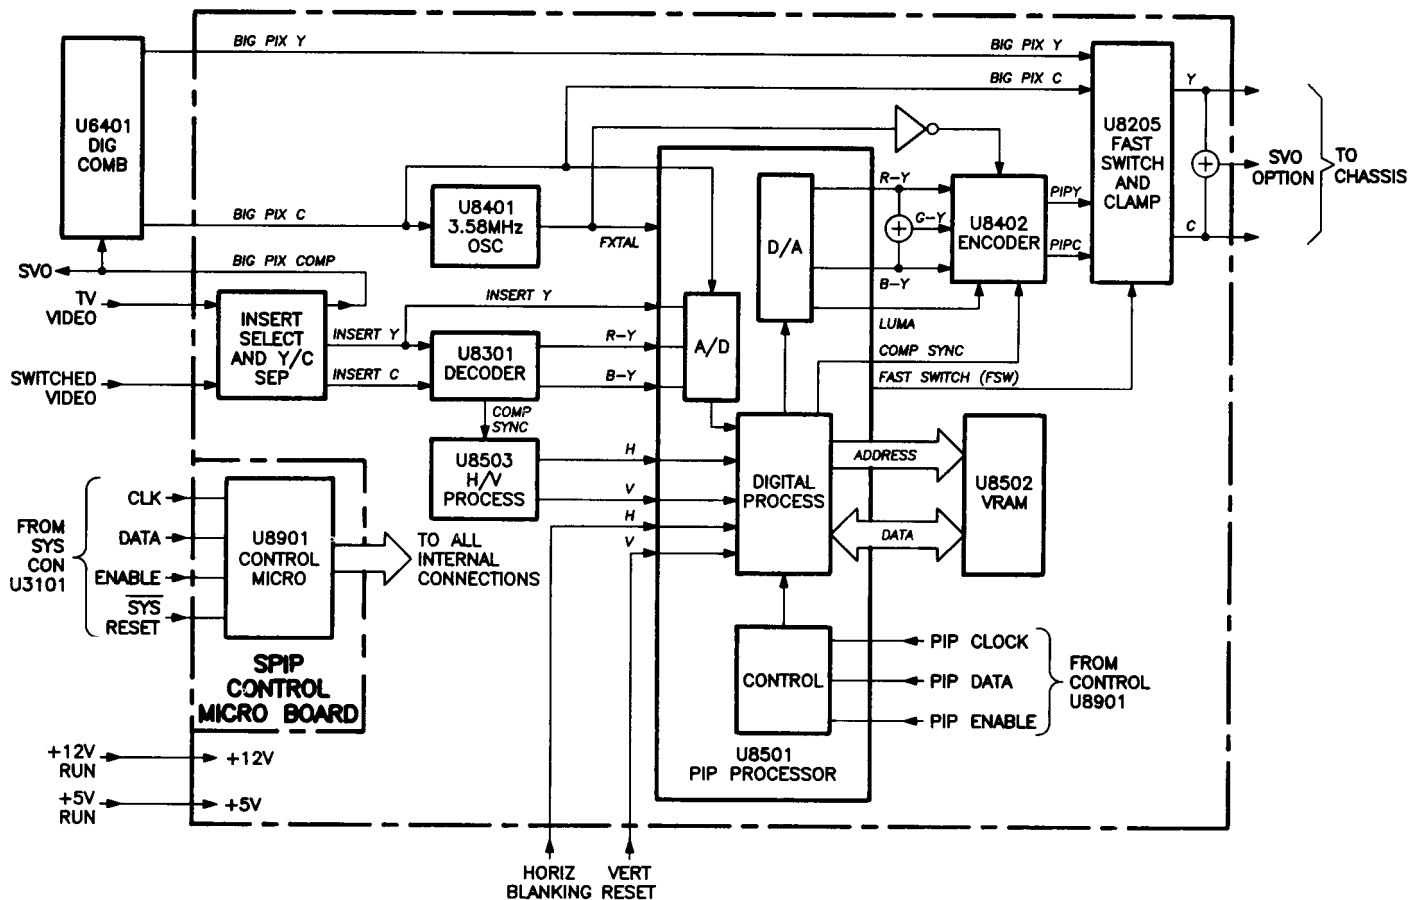 BIG PIX Y
BIG PIX Y
BIG PIX C
U6401
DIG
COMB
U8205
FAST
SWITCH
AND
CLAMP
Y
C
SVO
OPTION
TO
CHASSIS
BIG PIX C
U8401
3.58MHz
OSC
FXTAL
D/A
R-Y
G-Y
B-Y
LUMA
U8402
ENCODER
PIPY
PIPC
SVO
BIG PIX COMP
TV
VIDEO
SWITCHED
VIDEO
INSERT
SELECT
AND Y/C
SEP
INSERT Y
INSERT C
INSERT Y
U8301
DECODER
R-Y
B-Y
A/D
COMP SYNC
FAST SWITCH (FSW)
COMP
SYNC
U8503
H/V
PROCESS
H
V
H
V
DIGITAL
PROCESS
ADDRESS
DATA
U8502
VRAM
FROM
SYS
CON
U3101
CLK
DATA
ENABLE
SYS
RESET
U8901
CONTROL
MICRO
TO ALL
INTERNAL
CONNECTIONS
SPIP
CONTROL
MICRO BOARD
CONTROL
PIP CLOCK
PIP DATA
PIP ENABLE
FROM
CONTROL
U8901
U8501
PIP PROCESSOR
+12V
RUN
+12V
+5V
RUN
+5V
HORIZ
BLANKING
VERT
RESET